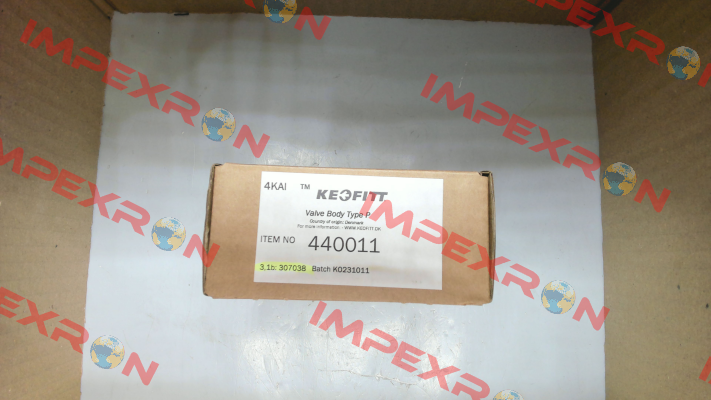 4KAI ™ KEOFITT
Valve Body Type P
Country of origin: Denmark
For more information - WWW.KEOFITT.DK
ITEM NO 440011
3,1b: 307038 Batch K0231011
IMPEXRON
IMPEXRON
IMPEXRON
IMPEXRON
IMPEXRON
IMPEXRON
IMPEXRON